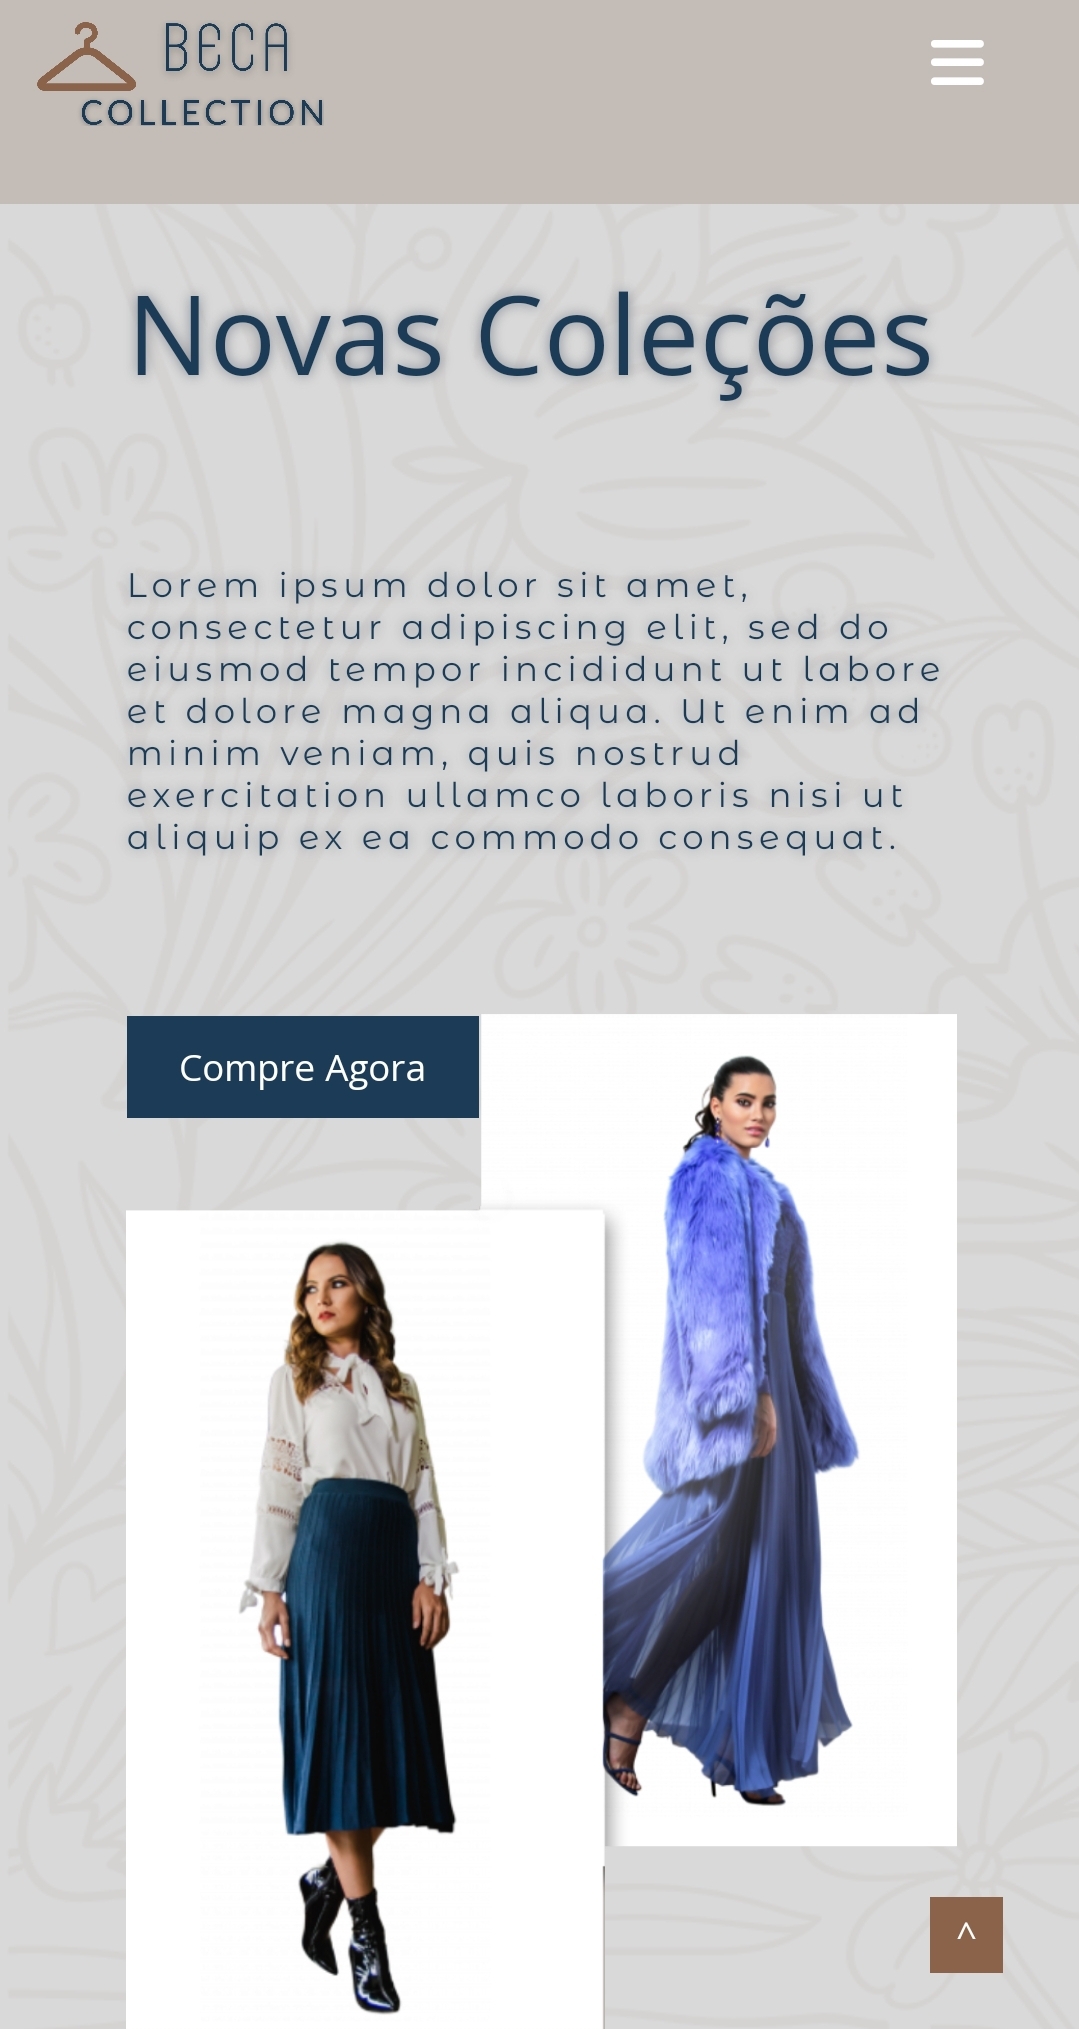 BECA
COLLECTION
Novas Coleções
Lorem ipsum dolor sit amet,
consectetur adipiscing elit, sed do
eiusmod tempor incididunt ut labore
et dolore magna aliqua. Ut enim ad
minim veniam, quis nostrud
exercitation ullamco laboris nisi ut
aliquip ex ea commodo consequat.
Compre Agora
^